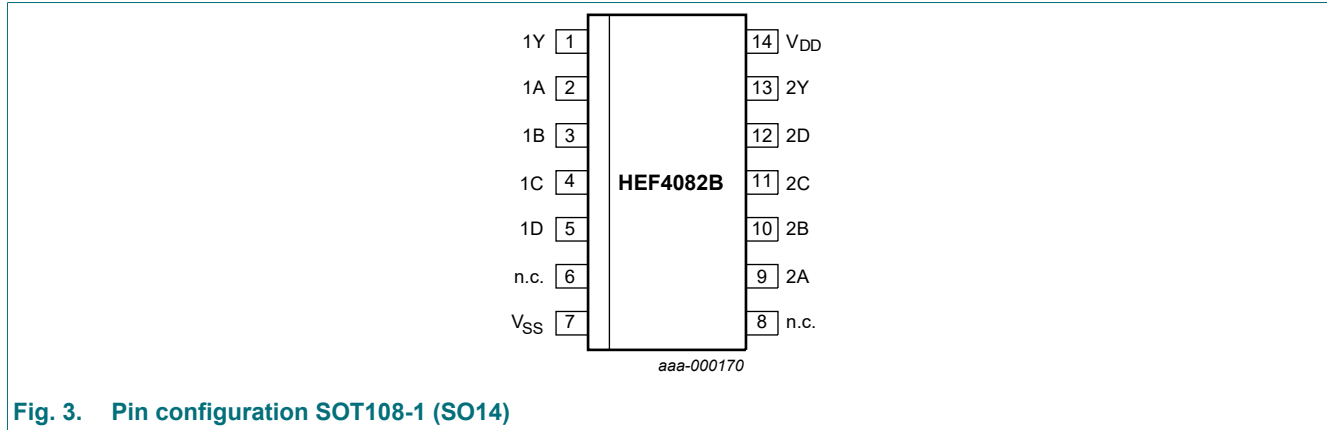 1Y 1 14 VDD
1A 2 13 2Y
1B 3 12 2D
1C 4 HEF4082B 11 2C
1D 5 10 2B
n.c. 6 9 2A
VSS 7 8 n.c.
aaa-000170
Fig. 3. Pin configuration SOT108-1 (SO14)